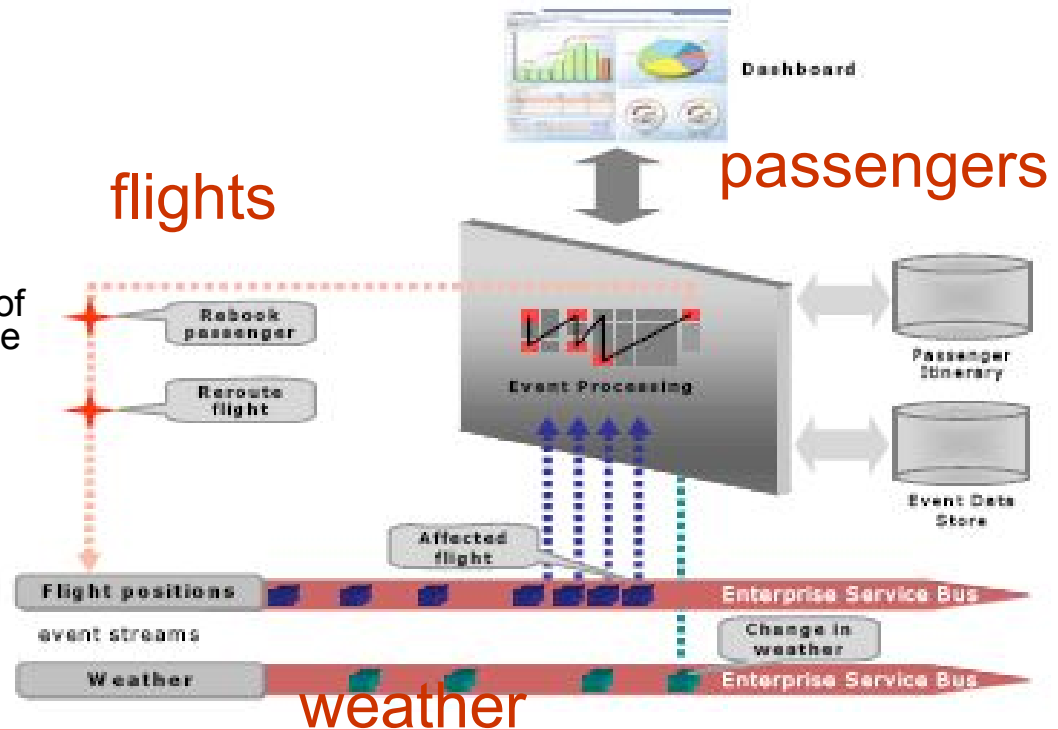 Dashboard
passengers
flights
of
e
Rebook
passenger
Reroute
flight
Event Processing
Passenger
Itinerary
Event Data
Store
Affected
flight
Flight positions
Enterprise Service Bus
event streams
Change in
weather
Weather
Enterprise Service Bus
weather